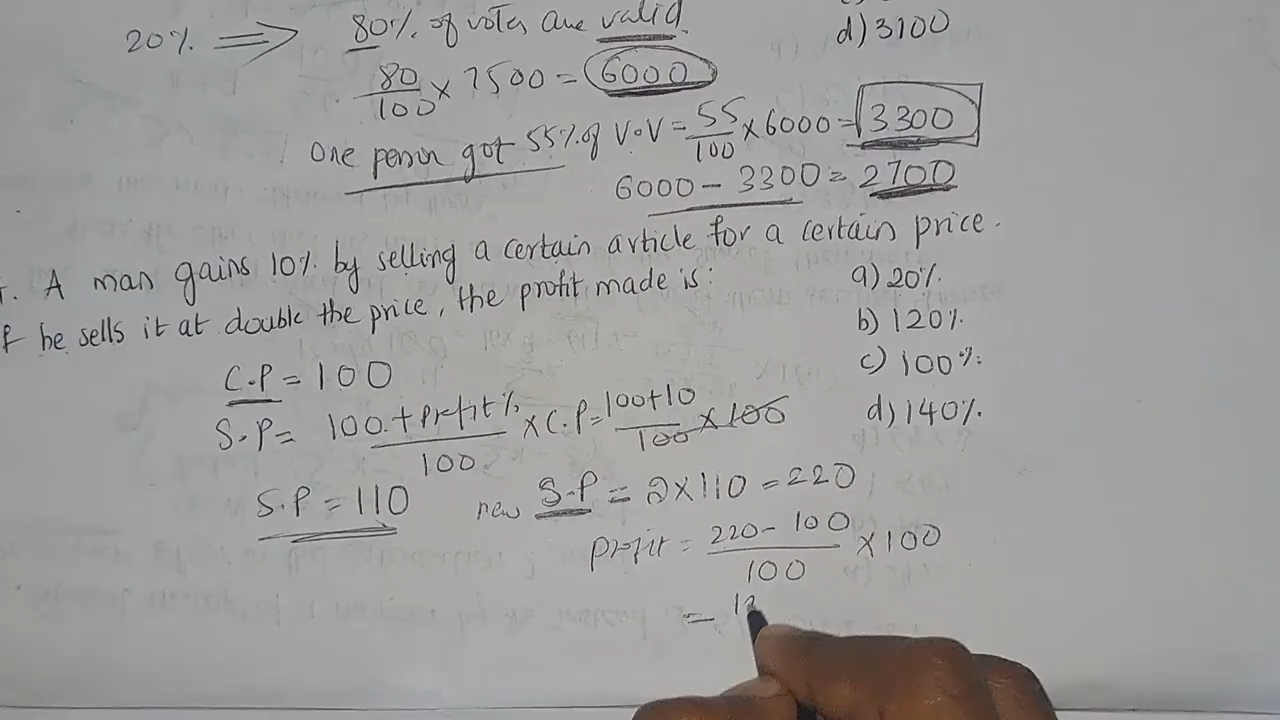 20% ⟹ 80% of votes are valid.
d) 3100
80/100 × 7500 = 6000
One person got 55% of V.V = 55/100 × 6000 = 3300
6000 - 3300 = 2700
A man gains 10% by selling a certain article for a certain price.
f he sells it at double the price, the profit made is:
a) 20%.
b) 120%.
c) 100%.
d) 140%.
C.P = 100
S.P = 100 + profit%/100 × C.P = 100+10/100 × 100
S.P = 110
new S.P = 2×110 = 220
profit = 220 - 100/100 × 100
= 12